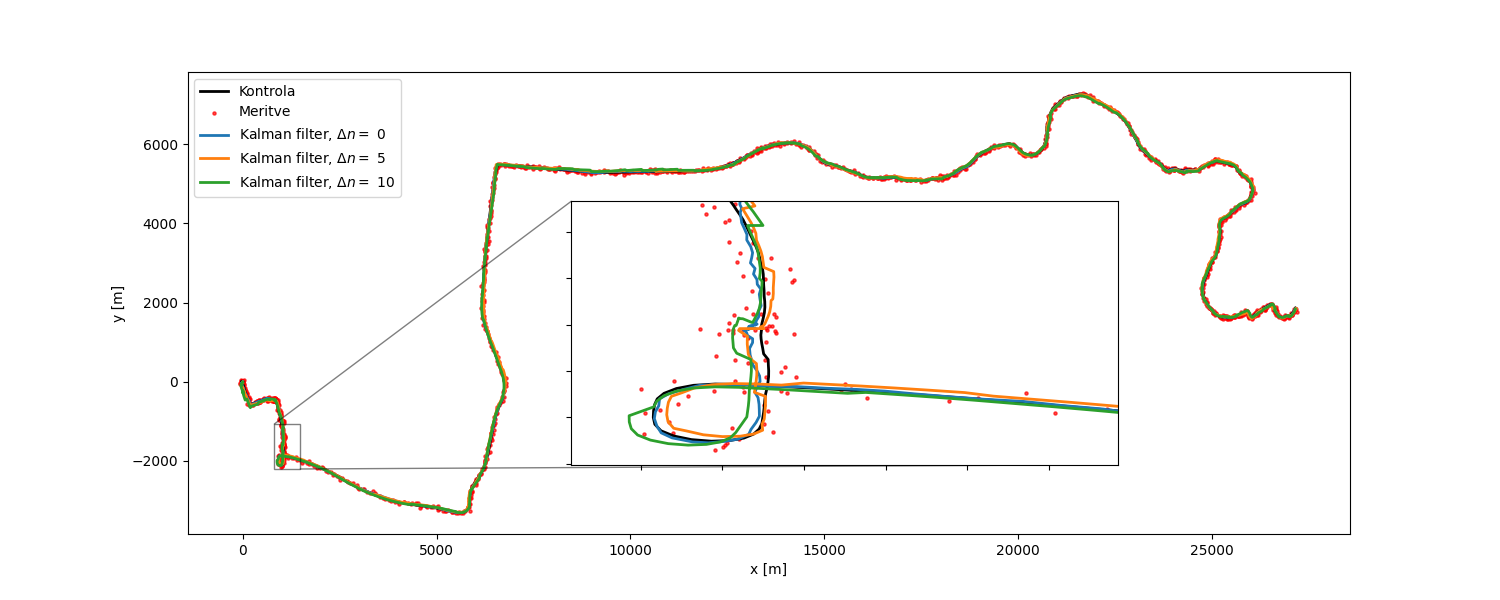 Kontrola
Meritve
Kalman filter, Δn = 0
Kalman filter, Δn = 5
Kalman filter, Δn = 10
6000
4000
2000
0
−2000
y [m]
0
5000
10000
15000
20000
25000
x [m]